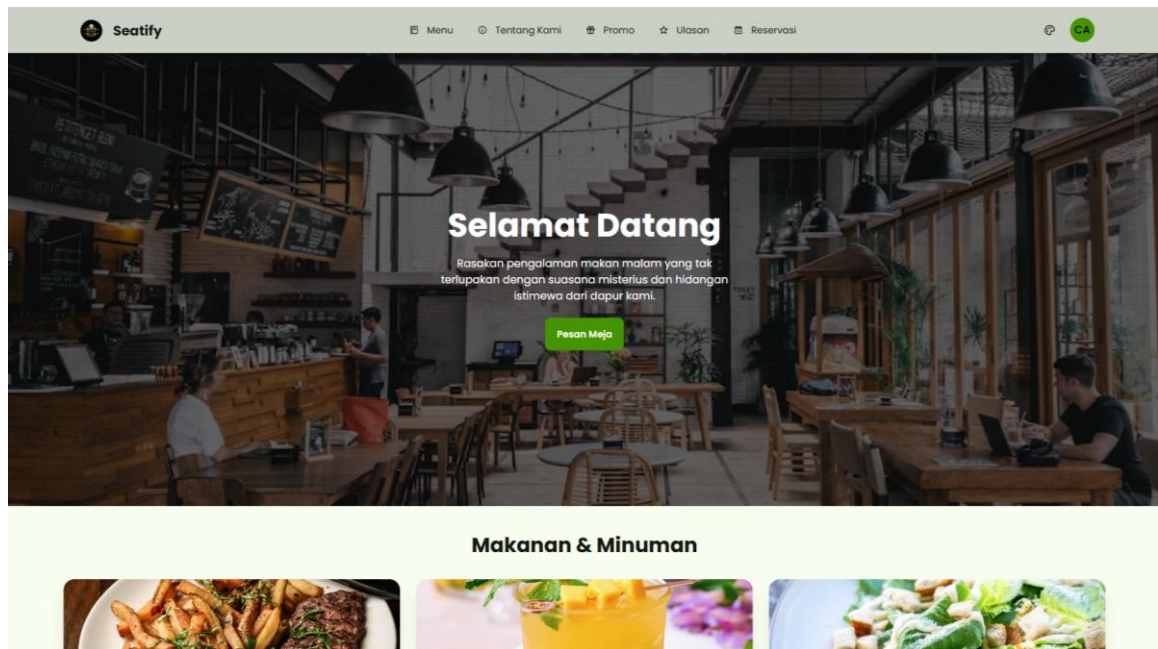 Seatify
Menu
Tentang Kami
Promo
Ulasan
Reservasi
CA
Selamat Datang
Rasakan pengalaman makan malam yang tak
terlupakan dengan suasana misterius dan hidangan
istimewa dari dapur kami.
Pesan Meja
Makanan & Minuman